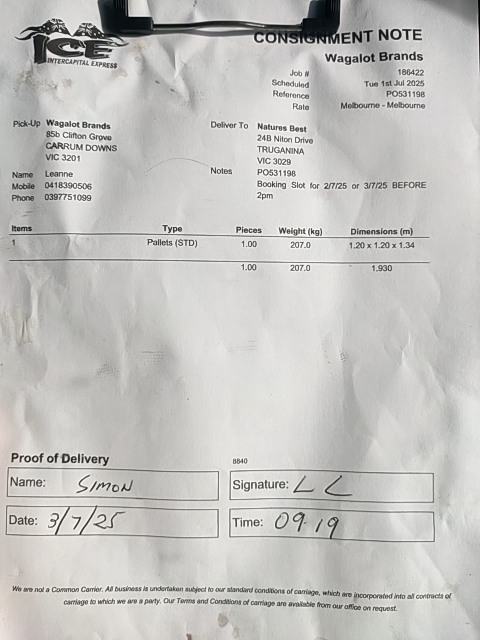 ICE
INTERCAPITAL EXPRESS
CONSIGNMENT NOTE
Wagalot Brands
Job # 186422
Scheduled Tue 1st Jul 2025
Reference PO531198
Rate Melbourne - Melbourne
Pick-Up Wagalot Brands
85b Clifton Grove
CARRUM DOWNS
VIC 3201
Name Leanne
Mobile 0418390506
Phone 0397751099
Deliver To Natures Best
24B Niton Drive
TRUGANINA
VIC 3029
Notes PO531198
Booking Slot for 2/7/25 or 3/7/25 BEFORE
2pm
Items Type Pieces Weight (kg) Dimensions (m)
1 Pallets (STD) 1.00 207.0 1.20 x 1.20 x 1.34
1.00 207.0 1.930
Proof of Delivery
8840
Name: SIMON
Signature: L L
Date: 3/7/25
Time: 09.19
We are not a Common Carrier. All business is undertaken subject to our standard conditions of carriage, which are incorporated into all contracts of
carriage to which we are a party. Our Terms and Conditions of carriage are available from our office on request.